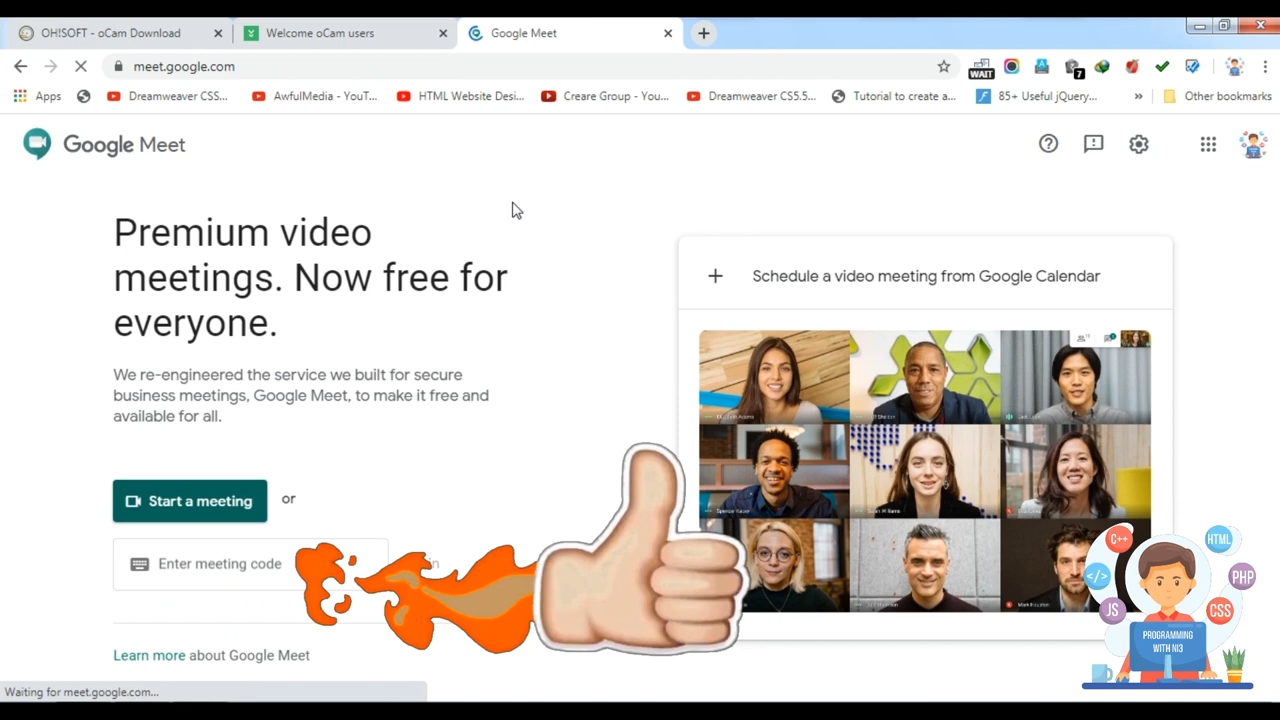 OH!SOFT - oCam Download
Welcome oCam users
Google Meet
meet.google.com
WAIT
7
Apps
Dreamweaver CSS...
AwfulMedia - YouT...
HTML Website Desi...
Creare Group - You...
Dreamweaver CS5.5...
Tutorial to create a...
85+ Useful jQuery...
»
Other bookmarks
Google Meet
Premium video
meetings. Now free for
everyone.
We re-engineered the service we built for secure
business meetings, Google Meet, to make it free and
available for all.
Start a meeting
or
Enter meeting code
Learn more about Google Meet
Schedule a video meeting from Google Calendar
C++
HTML
</>
PHP
JS
CSS
PROGRAMMING
WITH NI3
Waiting for meet.google.com...